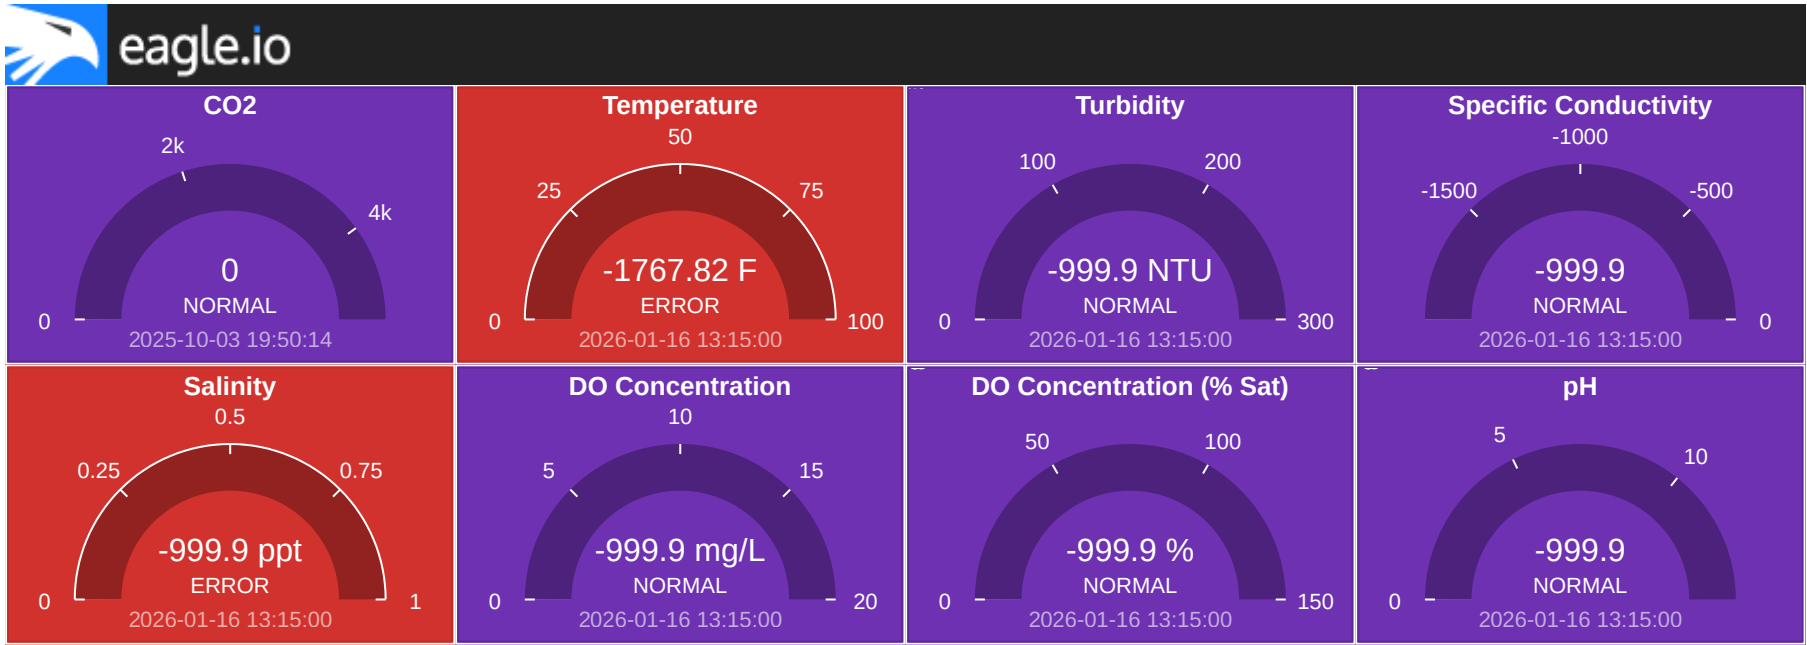 eagle.io
CO2
2k
4k
0
NORMAL
0
2025-10-03 19:50:14
Temperature
50
25
75
-1767.82 F
ERROR
0
100
2026-01-16 13:15:00
Turbidity
100
200
-999.9 NTU
NORMAL
0
300
2026-01-16 13:15:00
Specific Conductivity
-1000
-1500
-500
-999.9
NORMAL
0
2026-01-16 13:15:00
Salinity
0.5
0.25
0.75
-999.9 ppt
ERROR
0
1
2026-01-16 13:15:00
DO Concentration
10
5
15
-999.9 mg/L
NORMAL
0
20
2026-01-16 13:15:00
DO Concentration (% Sat)
50
100
-999.9 %
NORMAL
0
150
2026-01-16 13:15:00
pH
5
10
-999.9
NORMAL
0
2026-01-16 13:15:00